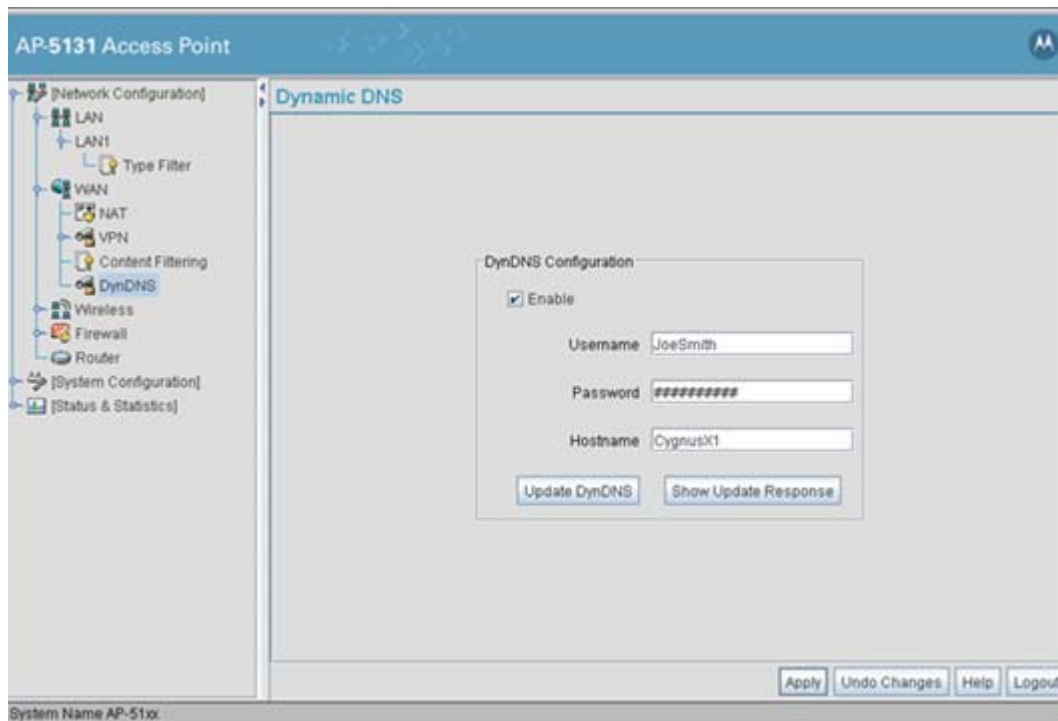 AP-5131 Access Point
[Network Configuration]
LAN
LAN1
Type Filter
WAN
NAT
VPN
Content Filtering
DynDNS
Wireless
Firewall
Router
[System Configuration]
[Status & Statistics]
Dynamic DNS
DynDNS Configuration
Enable
Username JoeSmith
Password ##########
Hostname CygnusX1
Update DynDNS Show Update Response
Apply Undo Changes Help Logout
System Name AP-51xx